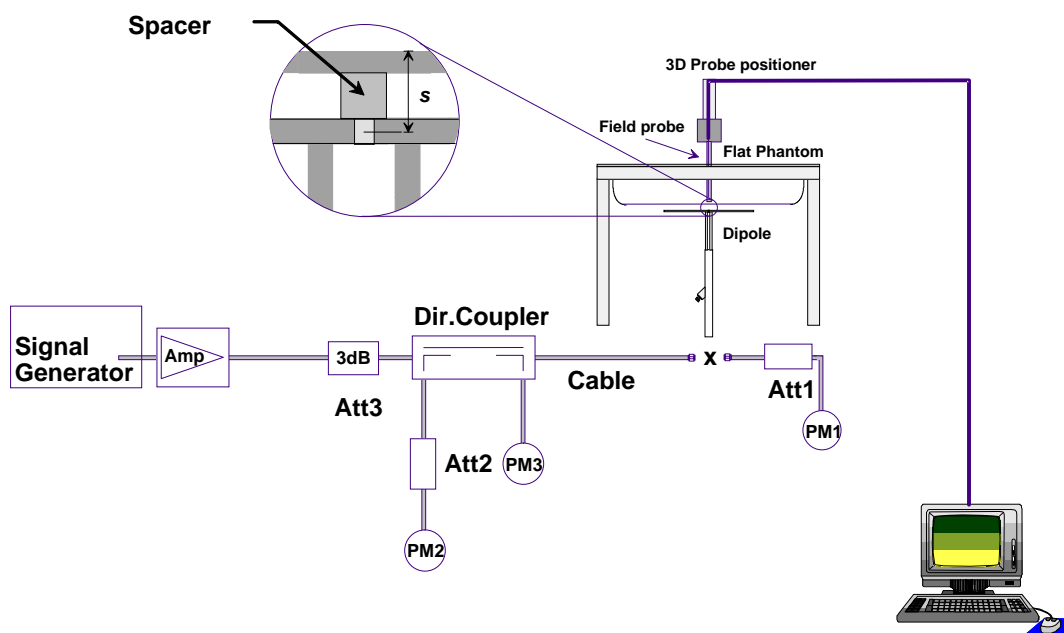 Spacer
s
3D Probe positioner
Field probe
Flat Phantom
Dipole
Dir.Coupler
Signal
Generator
Amp
3dB
Att3
Cable
x
Att1
PM1
Att2
PM3
PM2